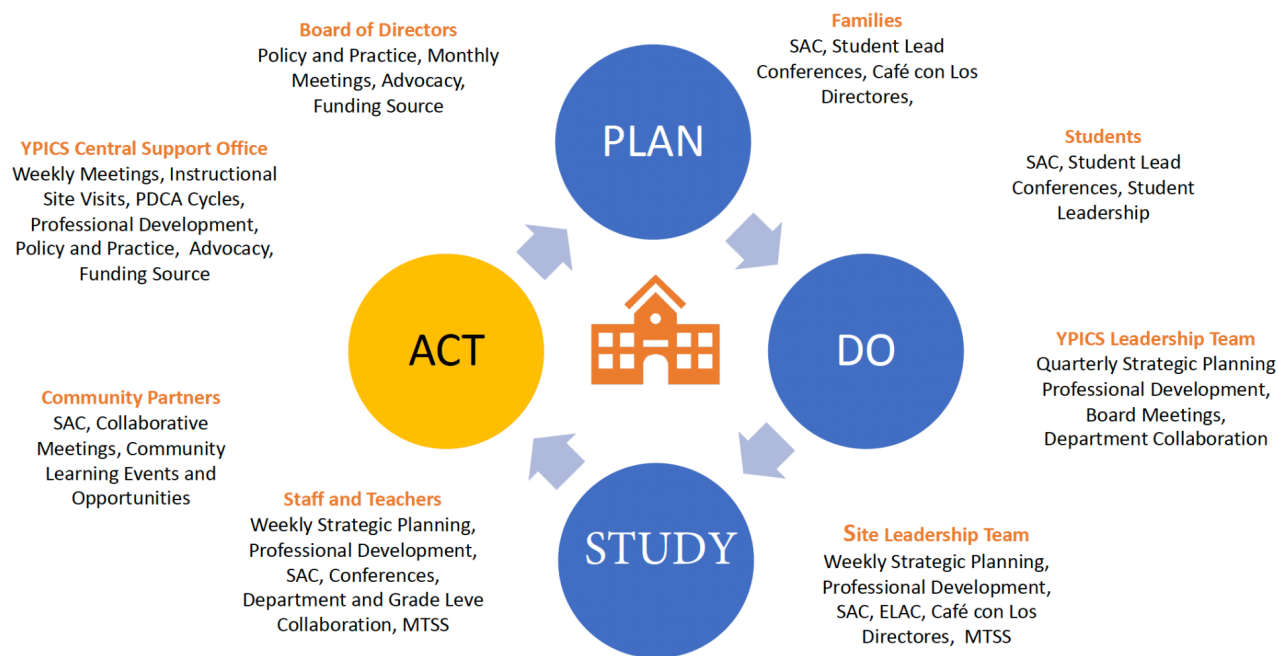 Board of Directors
Policy and Practice, Monthly
Meetings, Advocacy,
Funding Source
Families
SAC, Student Lead
Conferences, Café con Los
Directores,
PLAN
YPICS Central Support Office
Weekly Meetings, Instructional
Site Visits, PDCA Cycles,
Professional Development,
Policy and Practice, Advocacy,
Funding Source
Students
SAC, Student Lead
Conferences, Student
Leadership
ACT
DO
YPICS Leadership Team
Quarterly Strategic Planning
Professional Development,
Board Meetings,
Department Collaboration
Community Partners
SAC, Collaborative
Meetings, Community
Learning Events and
Opportunities
Staff and Teachers
Weekly Strategic Planning,
Professional Development,
SAC, Conferences,
Department and Grade Leve
Collaboration, MTSS
STUDY
Site Leadership Team
Weekly Strategic Planning,
Professional Development,
SAC, ELAC, Café con Los
Directores, MTSS